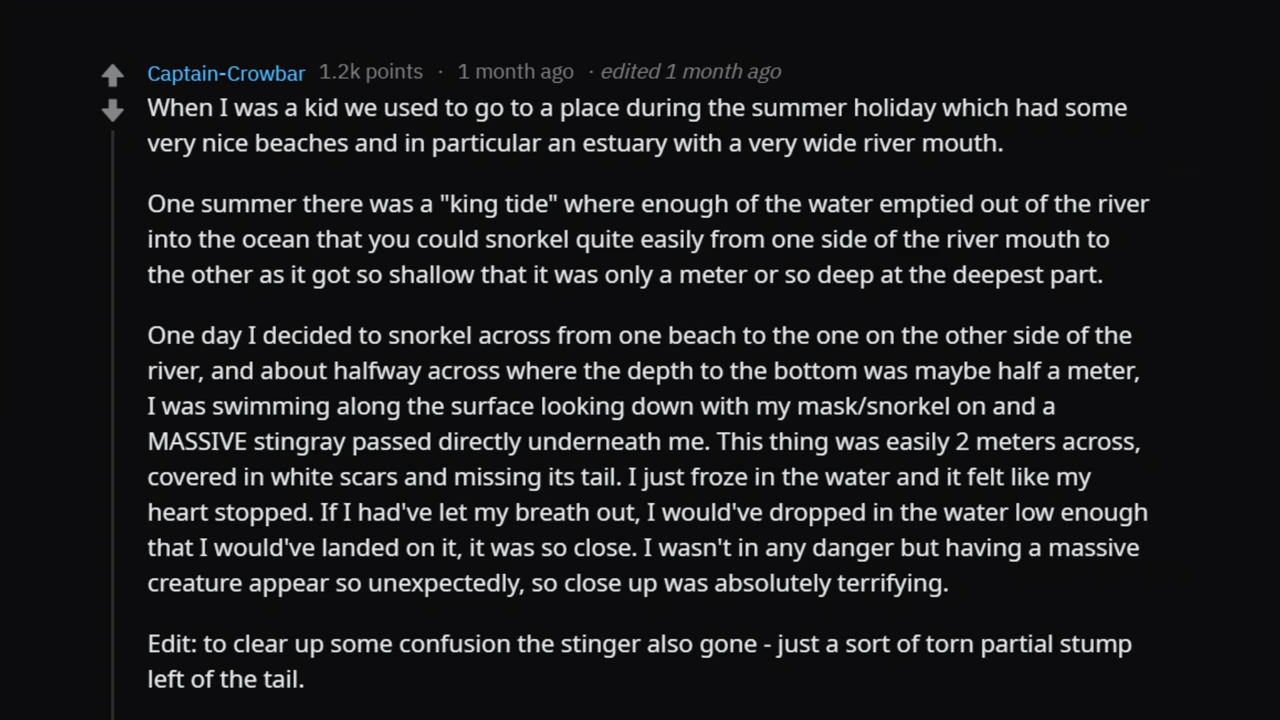 Captain-Crowbar 1.2k points · 1 month ago · edited 1 month ago
When I was a kid we used to go to a place during the summer holiday which had some
very nice beaches and in particular an estuary with a very wide river mouth.
One summer there was a "king tide" where enough of the water emptied out of the river
into the ocean that you could snorkel quite easily from one side of the river mouth to
the other as it got so shallow that it was only a meter or so deep at the deepest part.
One day I decided to snorkel across from one beach to the one on the other side of the
river, and about halfway across where the depth to the bottom was maybe half a meter,
I was swimming along the surface looking down with my mask/snorkel on and a
MASSIVE stingray passed directly underneath me. This thing was easily 2 meters across,
covered in white scars and missing its tail. I just froze in the water and it felt like my
heart stopped. If I had've let my breath out, I would've dropped in the water low enough
that I would've landed on it, it was so close. I wasn't in any danger but having a massive
creature appear so unexpectedly, so close up was absolutely terrifying.
Edit: to clear up some confusion the stinger also gone - just a sort of torn partial stump
left of the tail.